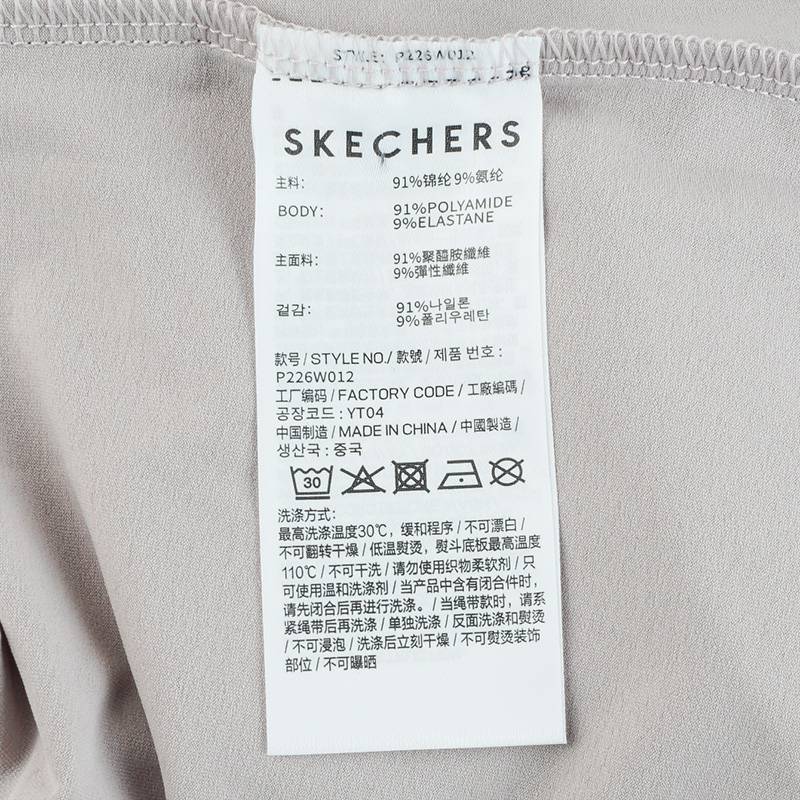 STYLE: P226W012
SKECHERS
主料: 91%锦纶 9%氨纶
BODY: 91%POLYAMIDE
9%ELASTANE
主面料: 91%聚醯胺纖維
9%彈性纖維
겉감: 91%나일론
9%폴리우레탄
款号 / STYLE NO./ 款號 / 제품 번호 :
P226W012
工厂编码 / FACTORY CODE / 工廠編碼 /
공장코드 : YT04
中国制造 / MADE IN CHINA / 中國製造 /
생산국 : 중국
30
洗涤方式:
最高洗涤温度30℃, 缓和程序 / 不可漂白 /
不可翻转干燥 / 低温熨烫, 熨斗底板最高温度
110℃ / 不可干洗 / 请勿使用织物柔软剂 / 只
可使用温和洗涤剂 / 当产品中含有闭合件时,
请先闭合后再进行洗涤。 / 当绳带款时, 请系
紧绳带后再洗涤 / 单独洗涤 / 反面洗涤和熨烫
/ 不可浸泡 / 洗涤后立刻干燥 / 不可熨烫装饰
部位 / 不可曝晒